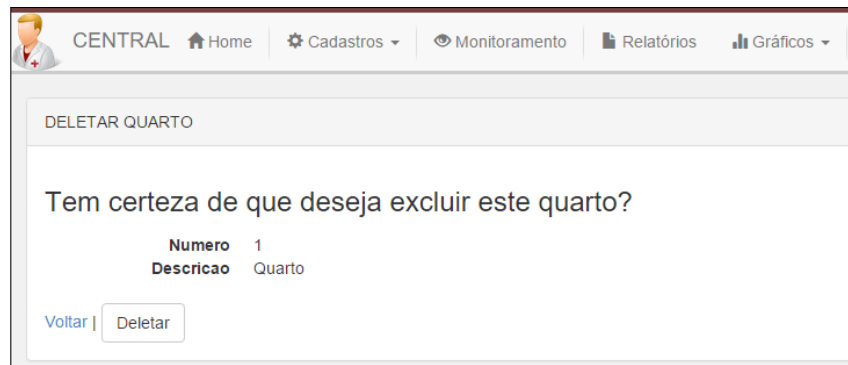 CENTRAL Home Cadastros Monitoramento Relatórios Gráficos
DELETAR QUARTO
Tem certeza de que deseja excluir este quarto?
Numero 1
Descricao Quarto
Voltar | Deletar